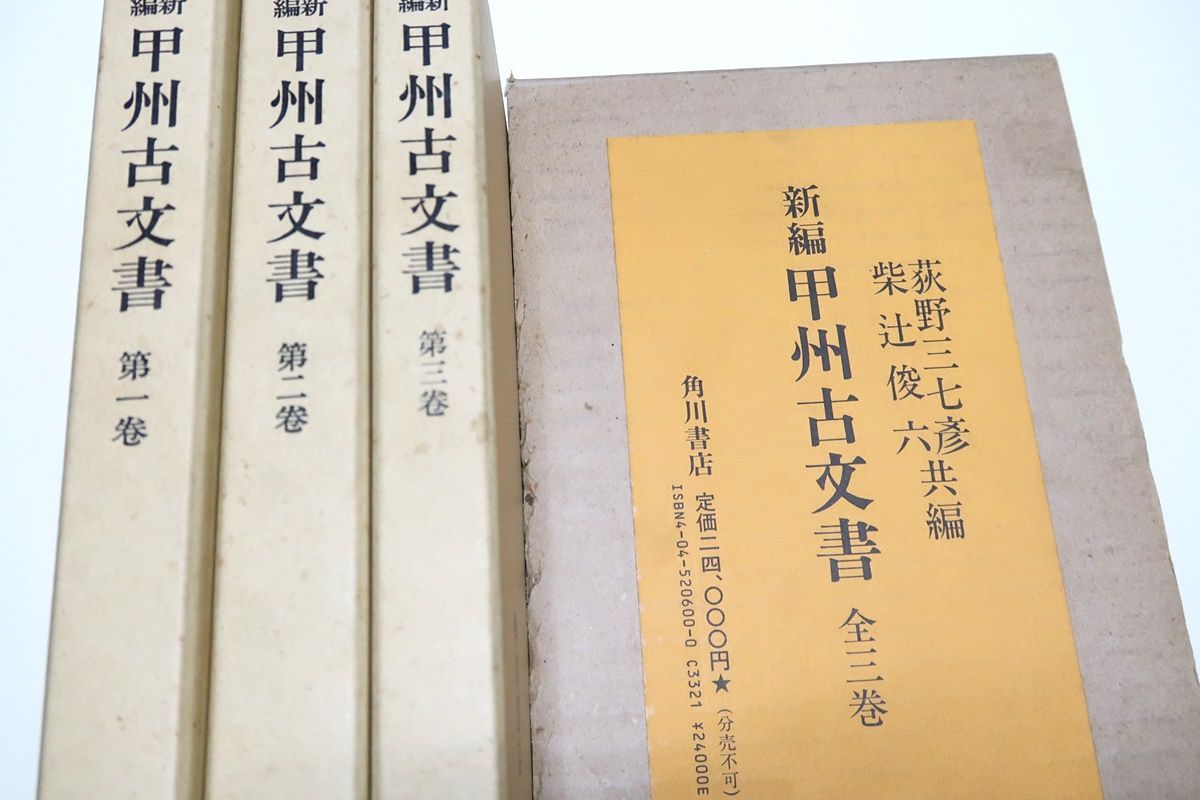 新編 甲州古文書 第一巻
新編 甲州古文書 第二巻
新編 甲州古文書 第三巻
荻野三七彦
柴辻俊六
共編
新編 甲州古文書 全三巻
角川書店
定価二四、〇〇〇円★（分売不可）
ISBN4-04-520600-0 C3321 ¥24000E